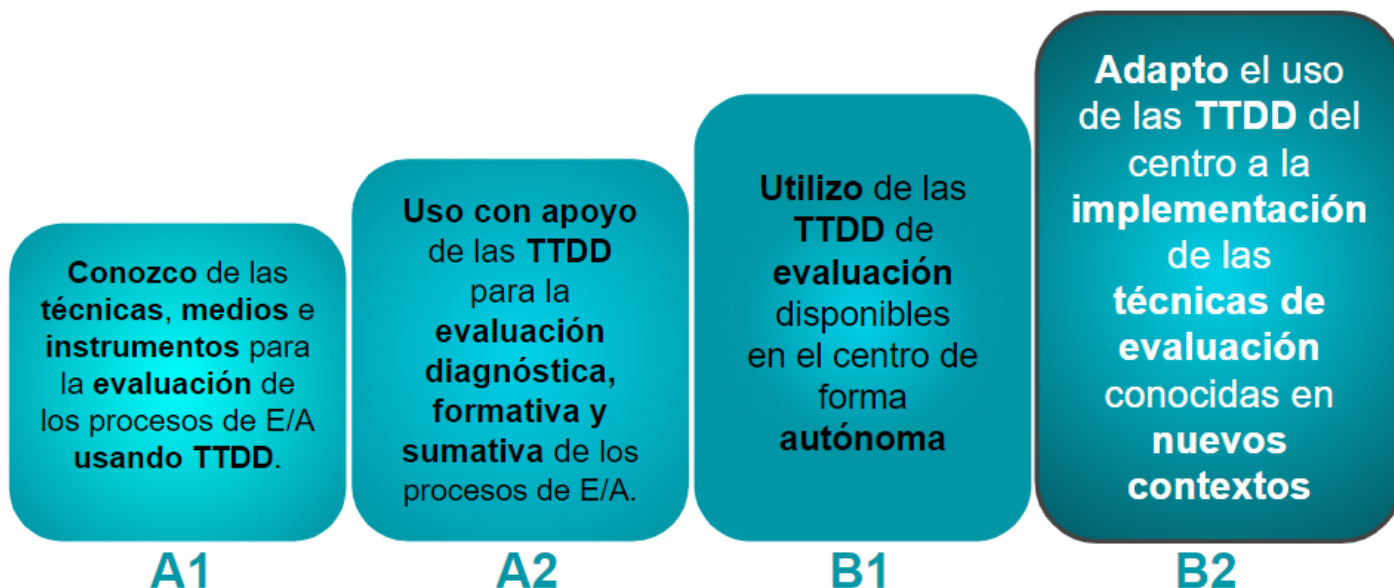 Conozco de las
técnicas, medios e
instrumentos para
la evaluación de
los procesos de E/A
usando TTDD.
A1
Uso con apoyo
de las TTDD
para la
evaluación
diagnóstica,
formativa y
sumativa de los
procesos de E/A.
A2
Utilizo de las
TTDD de
evaluación
disponibles
en el centro de
forma
autónoma
B1
Adapto el uso
de las TTDD del
centro a la
implementación
de las
técnicas de
evaluación
conocidas en
nuevos
contextos
B2